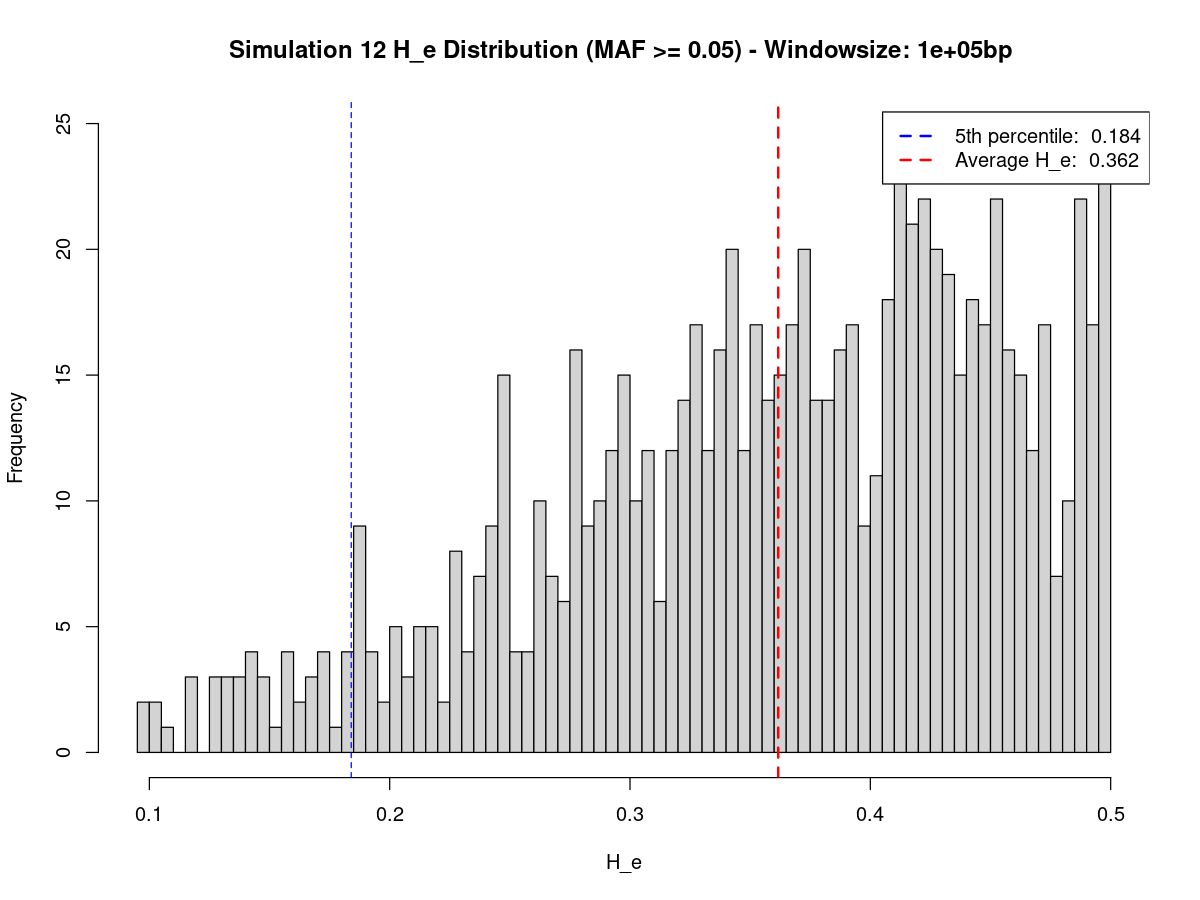 Simulation 12 H_e Distribution (MAF >= 0.05) - Windowsize: 1e+05bp
5th percentile: 0.184
Average H_e: 0.362
25
20
15
10
5
0
Frequency
0.1 0.2 0.3 0.4 0.5
H_e